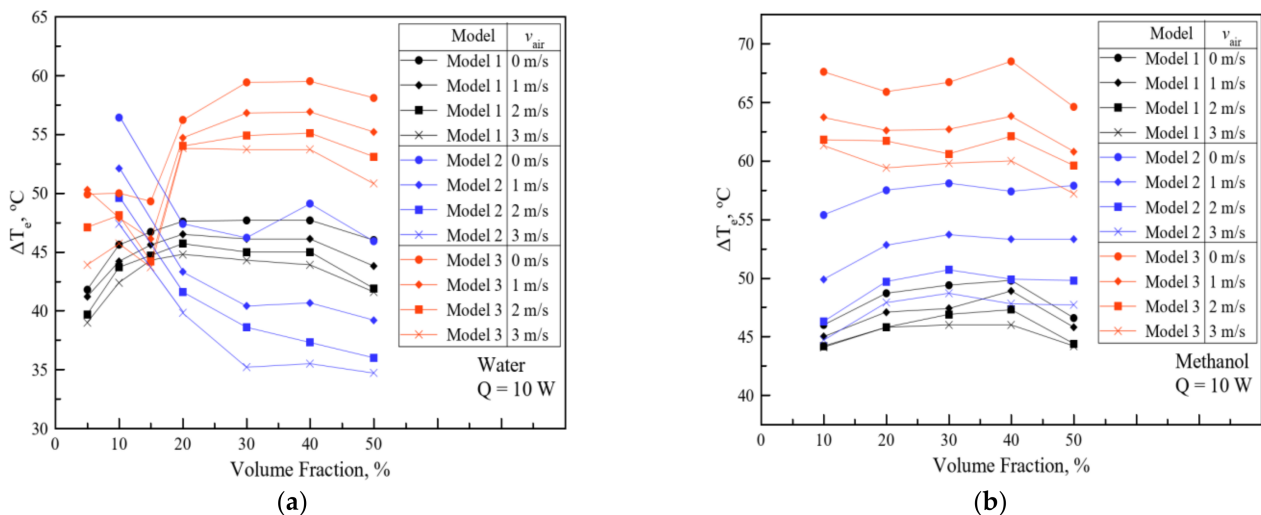 65
60
55
50
45
40
35
30
ΔTe, °C
0 10 20 30 40 50
Volume Fraction, %
Model vair
Model 1 0 m/s
Model 1 1 m/s
Model 1 2 m/s
Model 1 3 m/s
Model 2 0 m/s
Model 2 1 m/s
Model 2 2 m/s
Model 2 3 m/s
Model 3 0 m/s
Model 3 1 m/s
Model 3 2 m/s
Model 3 3 m/s
Water
Q = 10 W
(a)
70
65
60
55
50
45
40
ΔTe, °C
0 10 20 30 40 50
Volume Fraction, %
Model vair
Model 1 0 m/s
Model 1 1 m/s
Model 1 2 m/s
Model 1 3 m/s
Model 2 0 m/s
Model 2 1 m/s
Model 2 2 m/s
Model 2 3 m/s
Model 3 0 m/s
Model 3 1 m/s
Model 3 2 m/s
Model 3 3 m/s
Methanol
Q = 10 W
(b)